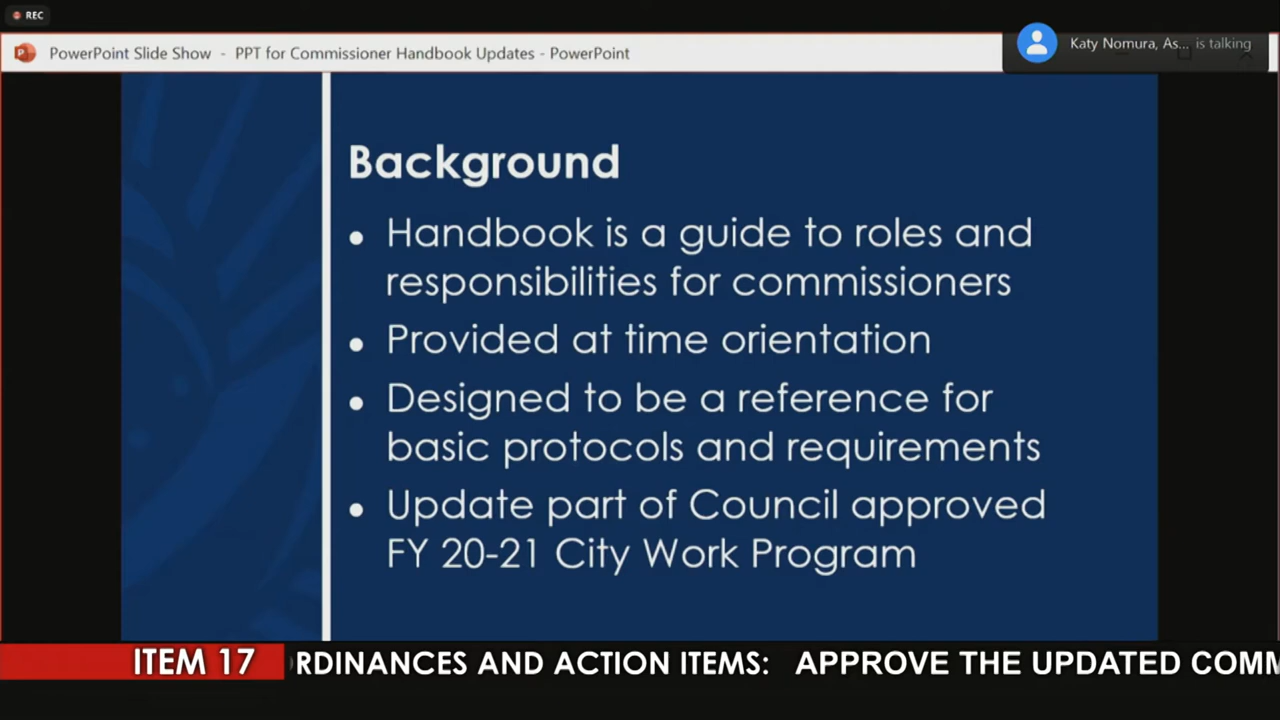 REC
PowerPoint Slide Show - PPT for Commissioner Handbook Updates - PowerPoint
Katy Nomura, As... is talking
Background
• Handbook is a guide to roles and
responsibilities for commissioners
• Provided at time orientation
• Designed to be a reference for
basic protocols and requirements
• Update part of Council approved
FY 20-21 City Work Program
ITEM 17 RDINANCES AND ACTION ITEMS: APPROVE THE UPDATED COMM